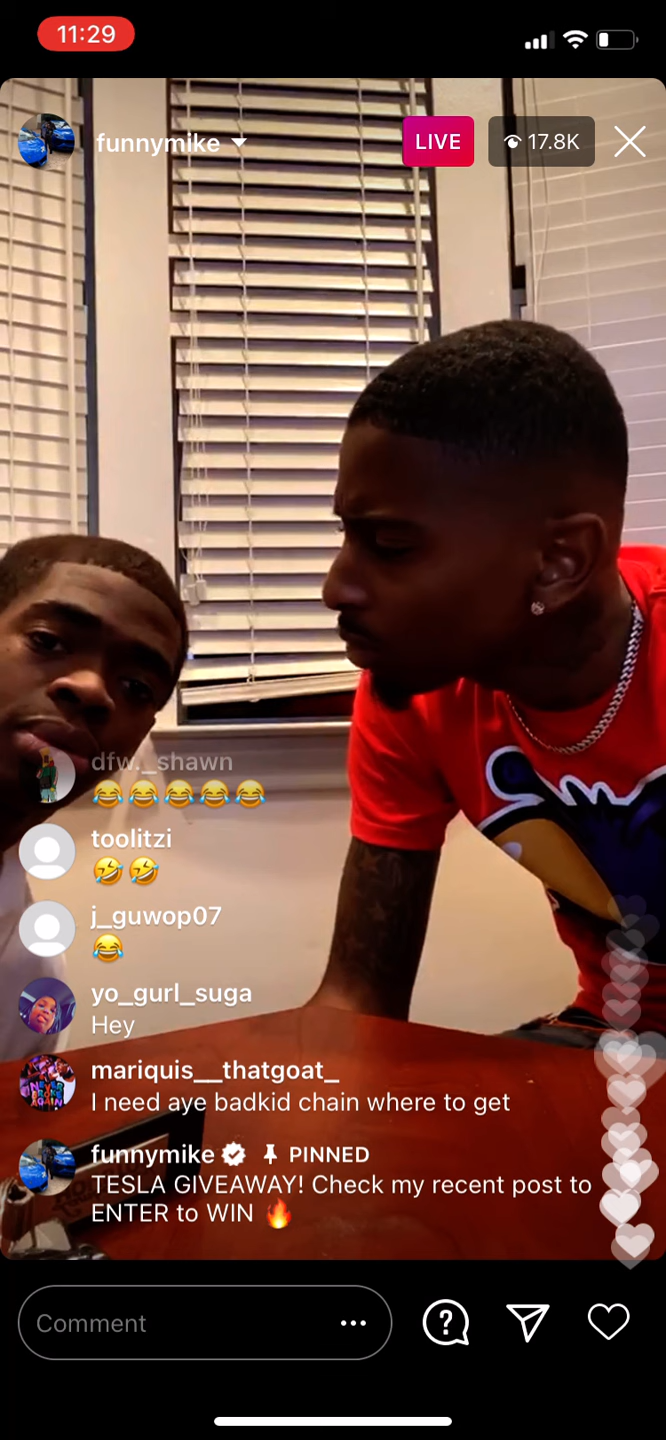 11:29
funnymike
LIVE
17.8K
dfw._shawn
😂😂😂😂😂
toolitzi
🤣🤣
j_guwop07
😂
yo_gurl_suga
Hey
mariquis__thatgoat_
I need aye badkid chain where to get
funnymike PINNED
TESLA GIVEAWAY! Check my recent post to
ENTER to WIN 🔥
Comment